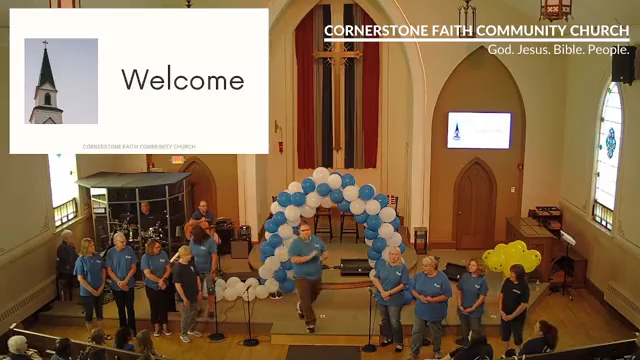 Welcome
CORNERSTONE FAITH COMMUNITY CHURCH
CORNERSTONE FAITH COMMUNITY CHURCH
God. Jesus. Bible. People.